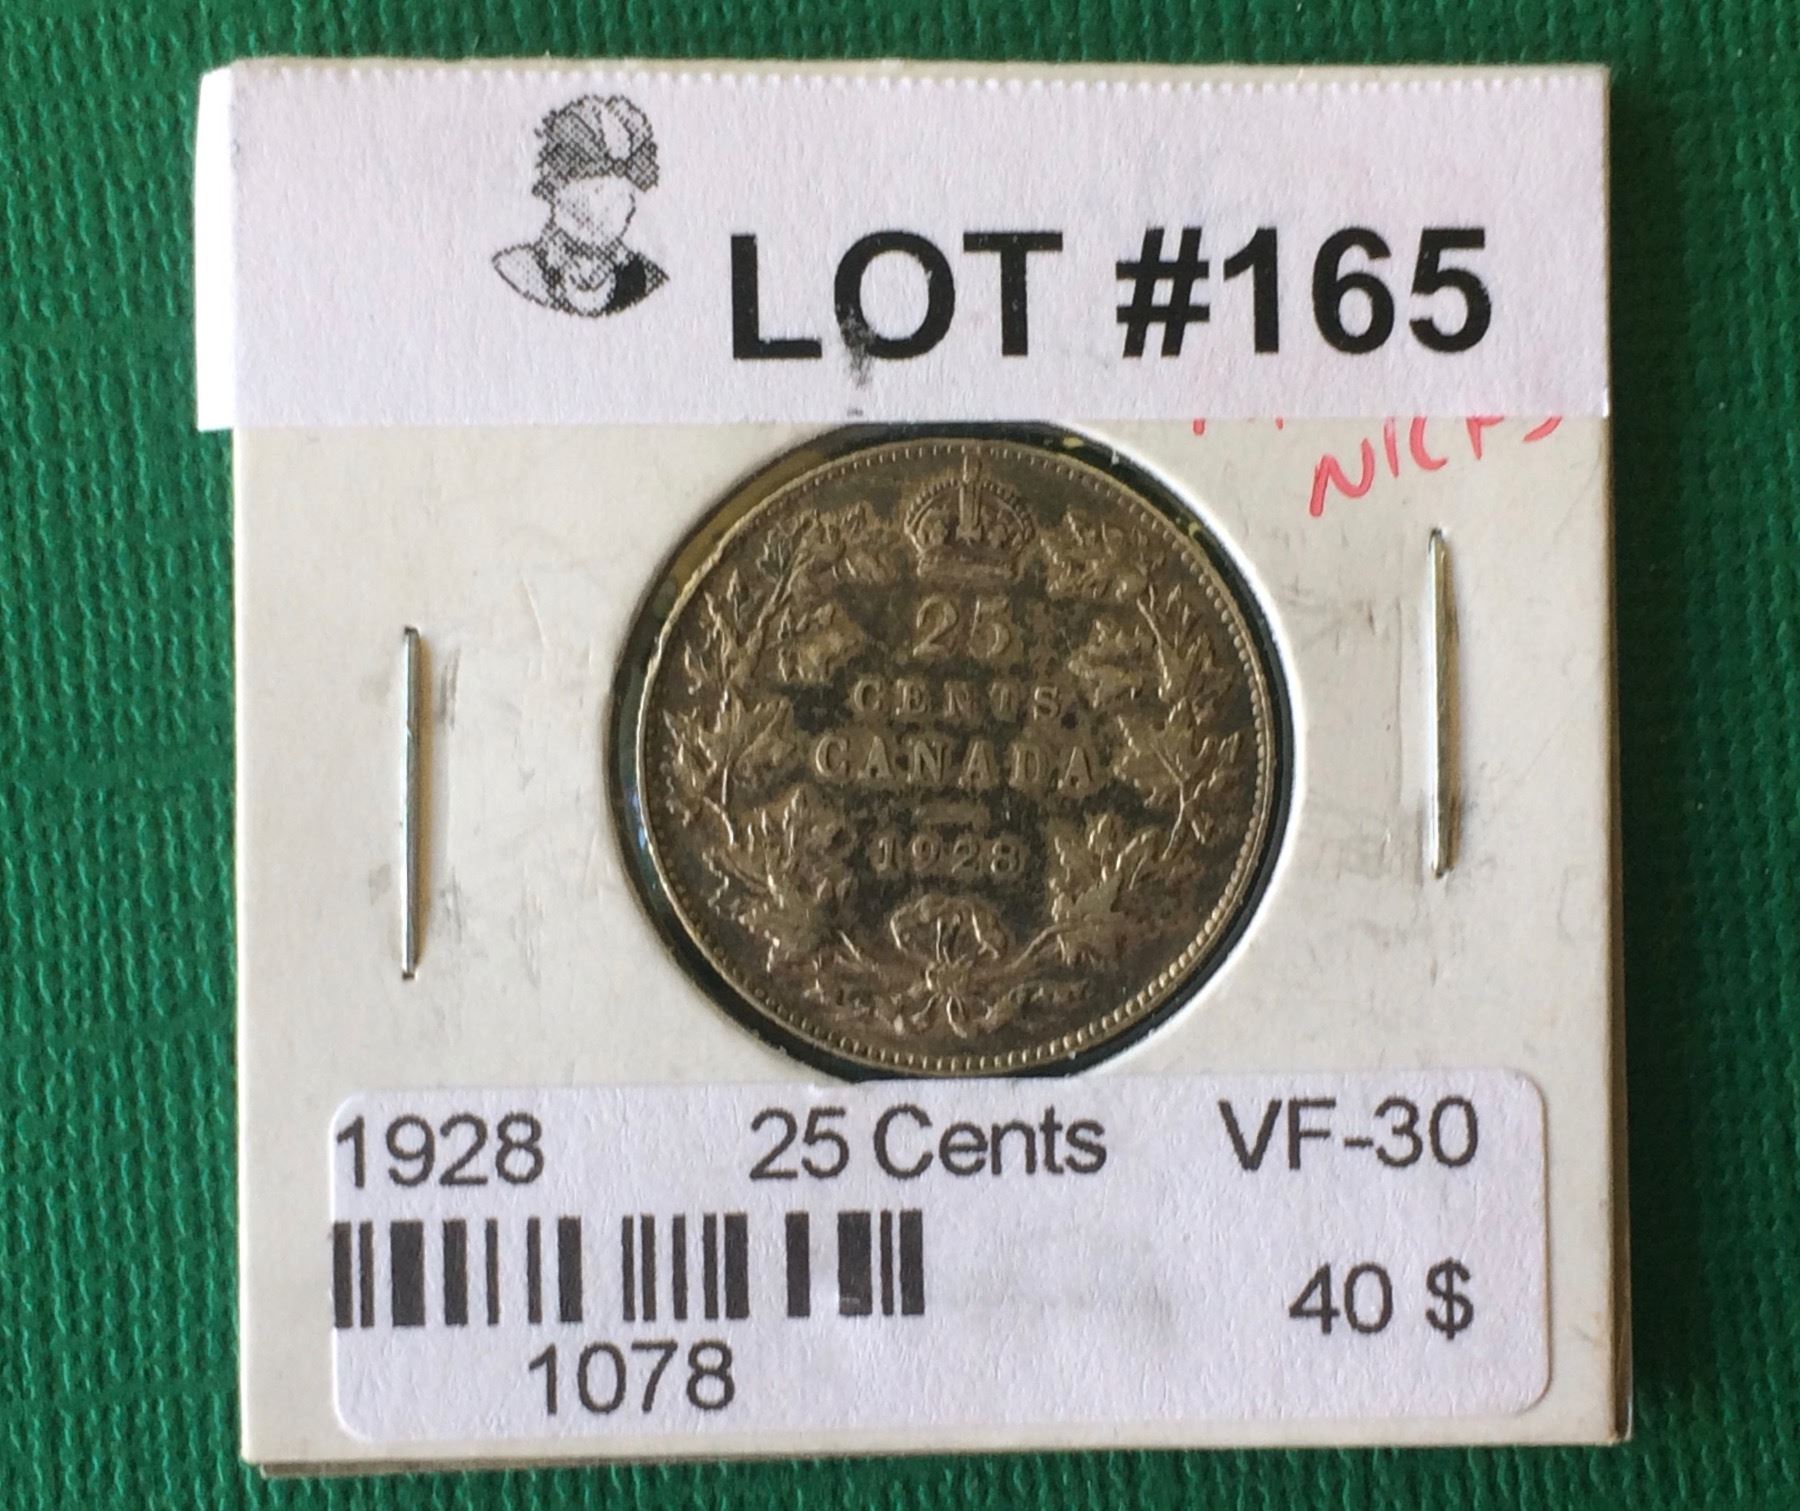 LOT #165
NICKS
25
CENTS
CANADA
1928
1928 25 Cents VF-30
40 $
1078